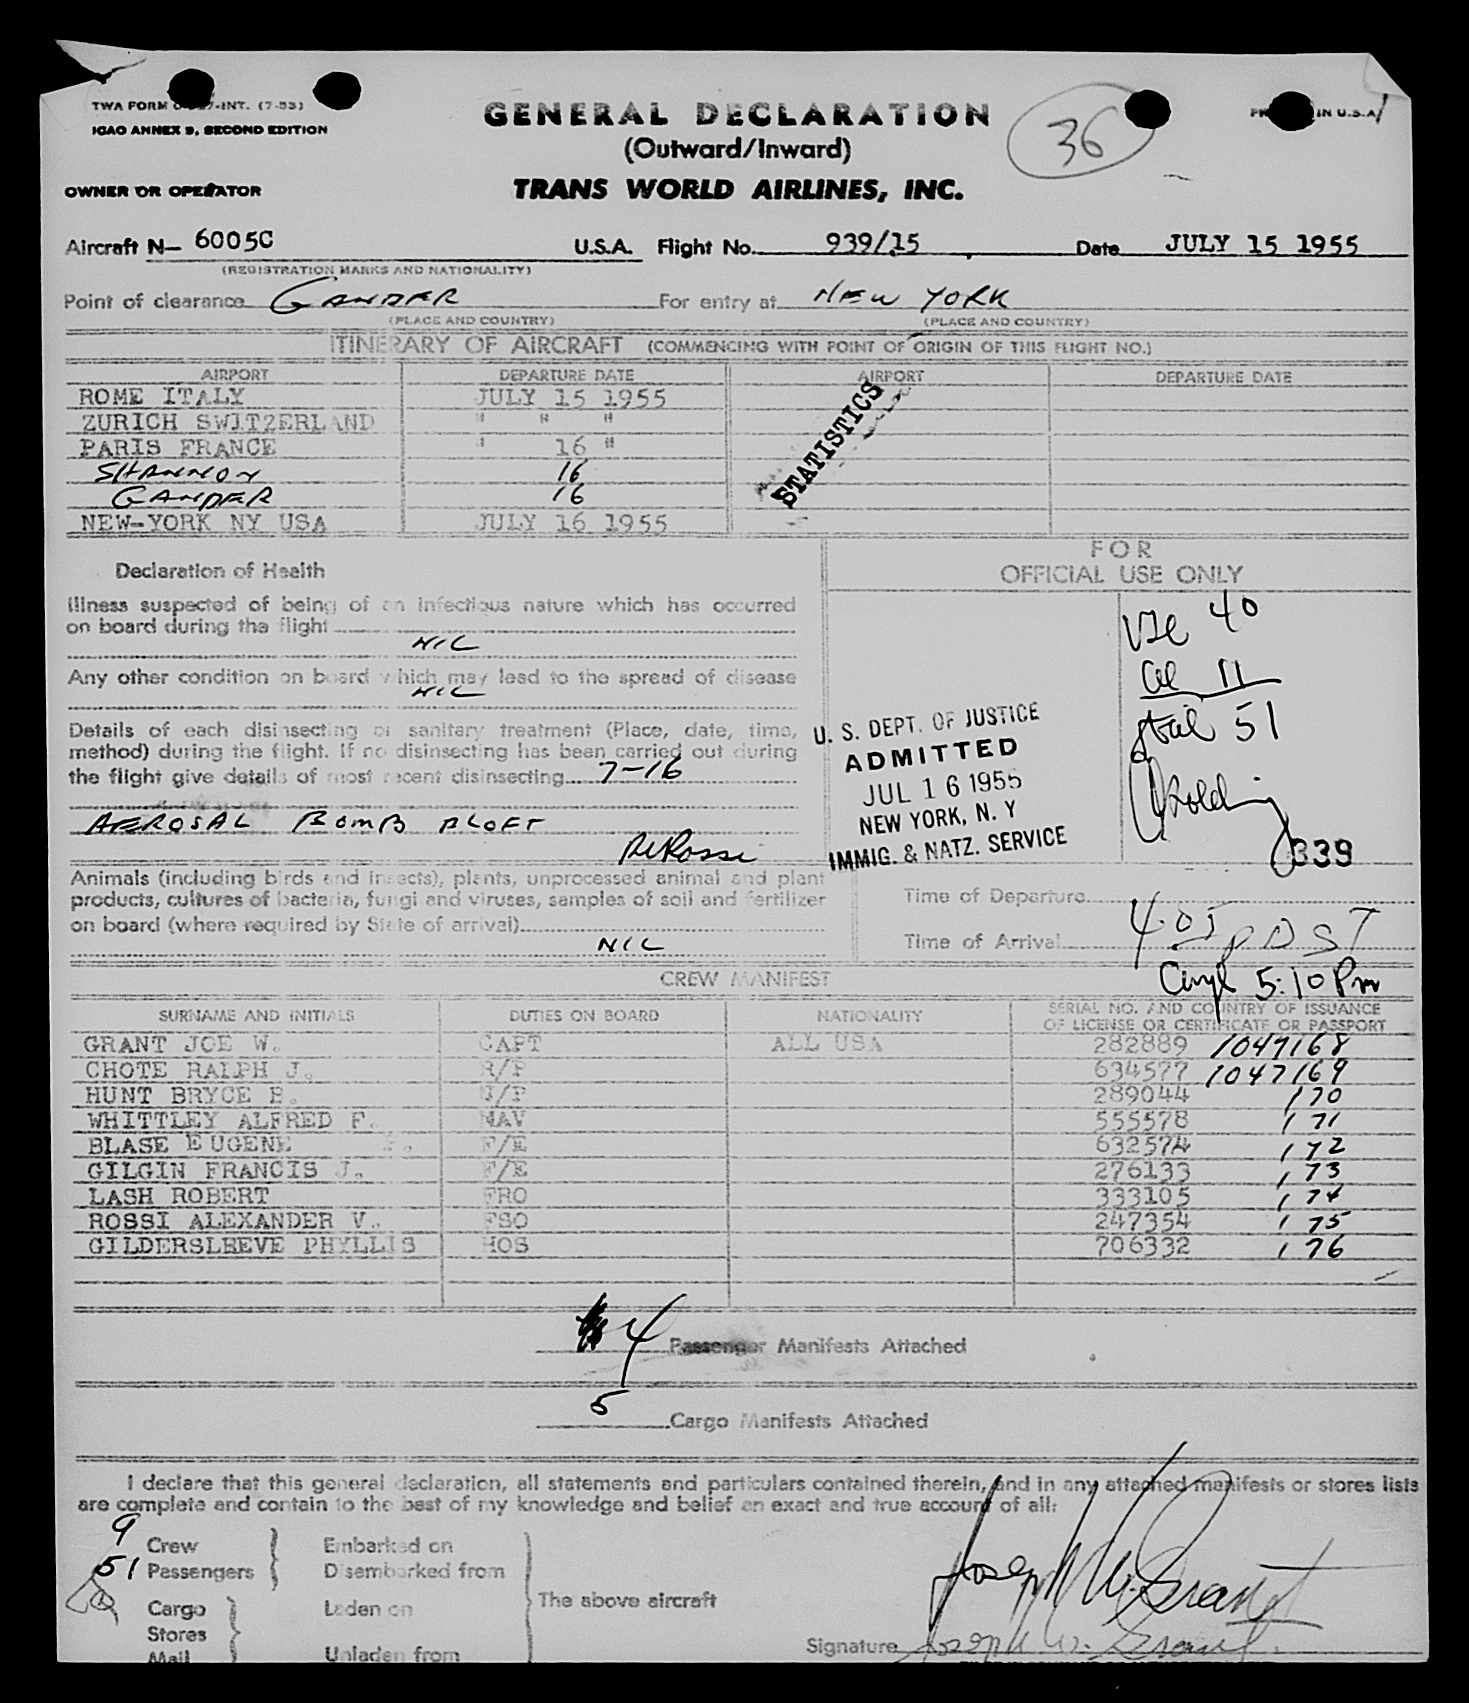 TWA FORM -INT. (7-53)
ICAO ANNEX 9, SECOND EDITION
GENERAL DECLARATION
(Outward/Inward)
36
IN U.S.A.
OWNER OR OPERATOR
TRANS WORLD AIRLINES, INC.
Aircraft N— 6005C U.S.A. Flight No. 939/15 Date JULY 15 1955
(REGISTRATION MARKS AND NATIONALITY)
Point of clearance GANDER For entry at NEW YORK
(PLACE AND COUNTRY) (PLACE AND COUNTRY)
ITINERARY OF AIRCRAFT (COMMENCING WITH POINT OF ORIGIN OF THIS FLIGHT NO.)
AIRPORT DEPARTURE DATE AIRPORT DEPARTURE DATE
ROME ITALY JULY 15 1955
ZURICH SWITZERLAND " " "
PARIS FRANCE " 16 "
SHANNON 16
GANDER 16
NEW-YORK NY USA JULY 16 1955
STATISTICS
Declaration of Health
Illness suspected of being of an infectious nature which has occurred
on board during the flight
NIL
Any other condition on board which may lead to the spread of disease
NIL
Details of each disinsecting or sanitary treatment (Place, date, time,
method) during the flight. If no disinsecting has been carried out during
the flight give details of most recent disinsecting 7-16
AEROSAL BOMB ALOFT
Animals (including birds and insects), plants, unprocessed animal and plant
products, cultures of bacteria, fungi and viruses, samples of soil and fertilizer
on board (where required by State of arrival)
NIL
FOR
OFFICIAL USE ONLY
40
11
51
U. S. DEPT. OF JUSTICE
ADMITTED
JUL 16 1955
NEW YORK, N. Y
IMMIG. & NATZ. SERVICE
339
Time of Departure
Time of Arrival 4:05 P DST
5:10 Pm
CREW MANIFEST
SURNAME AND INITIALS DUTIES ON BOARD NATIONALITY SERIAL NO. AND COUNTRY OF ISSUANCE
OF LICENSE OR CERTIFICATE OR PASSPORT
GRANT JOE W. CAPT ALL USA 282889 1047168
CHOTE RALPH J. 634577 1047169
HUNT BRYCE B. 289044 170
WHITTLEY ALFRED F. NAV 555578 171
BLASE EUGENE F/E 632574 172
GILGIN FRANCIS J. F/E 276133 173
LASH ROBERT FRO 333105 174
ROSSI ALEXANDER V. FSO 247354 175
GILDERSLEEVE PHYLLIS HOS 706332 176
4 Passenger Manifests Attached
5 Cargo Manifests Attached
I declare that this general declaration, all statements and particulars contained therein, and in any attached manifests or stores lists
are complete and contain to the best of my knowledge and belief an exact and true account of all:
9 Crew Embarked on
51 Passengers Disembarked from
Cargo Laden on The above aircraft
Stores
Mail Unladen from
Joseph W. Grant
Signature Joseph W. Grant